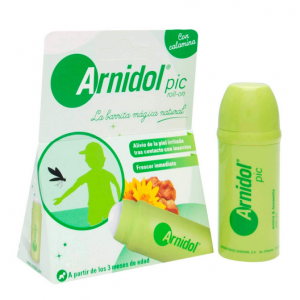 Con
calamina
Arnidol® pic
roll-on
La barrita mágica natural
Alivio de la piel irritada
tras contacto con insectos
Frescor inmediato
Arnidol
A partir de los 3 meses de edad
Arnidol®
pic